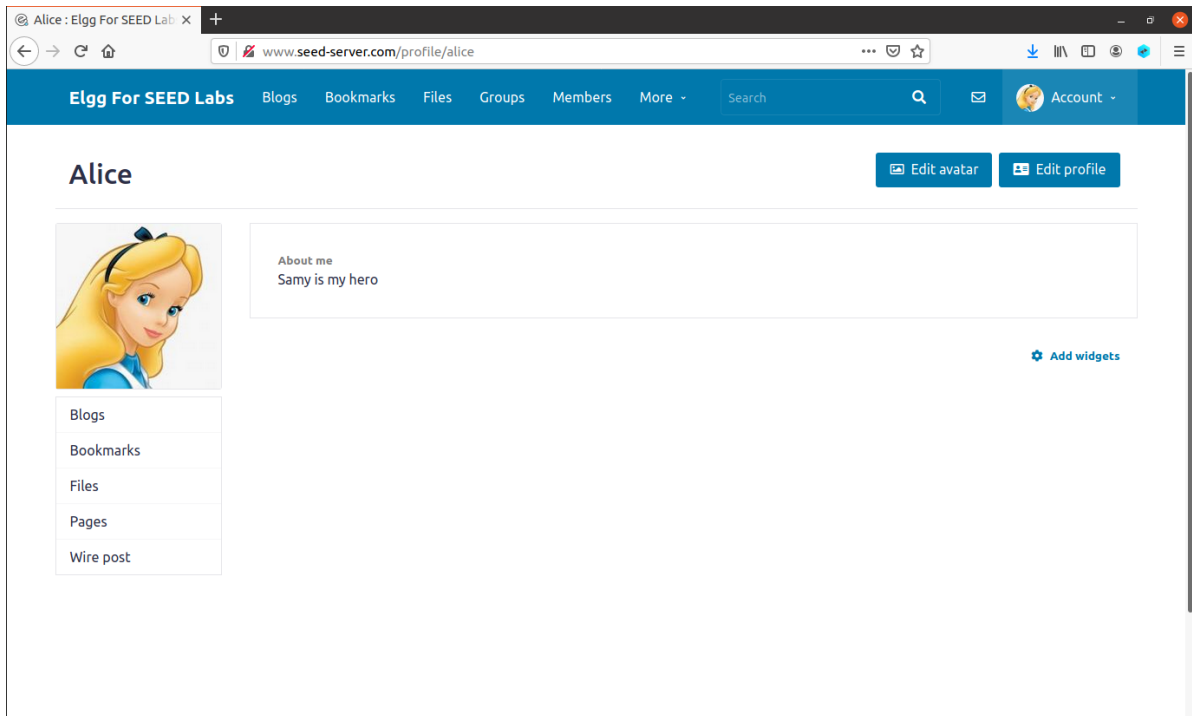 Alice : Elgg For SEED Lab
www.seed-server.com/profile/alice
Elgg For SEED Labs Blogs Bookmarks Files Groups Members More Search Account
Alice
Edit avatar Edit profile
About me
Samy is my hero
Add widgets
Blogs
Bookmarks
Files
Pages
Wire post